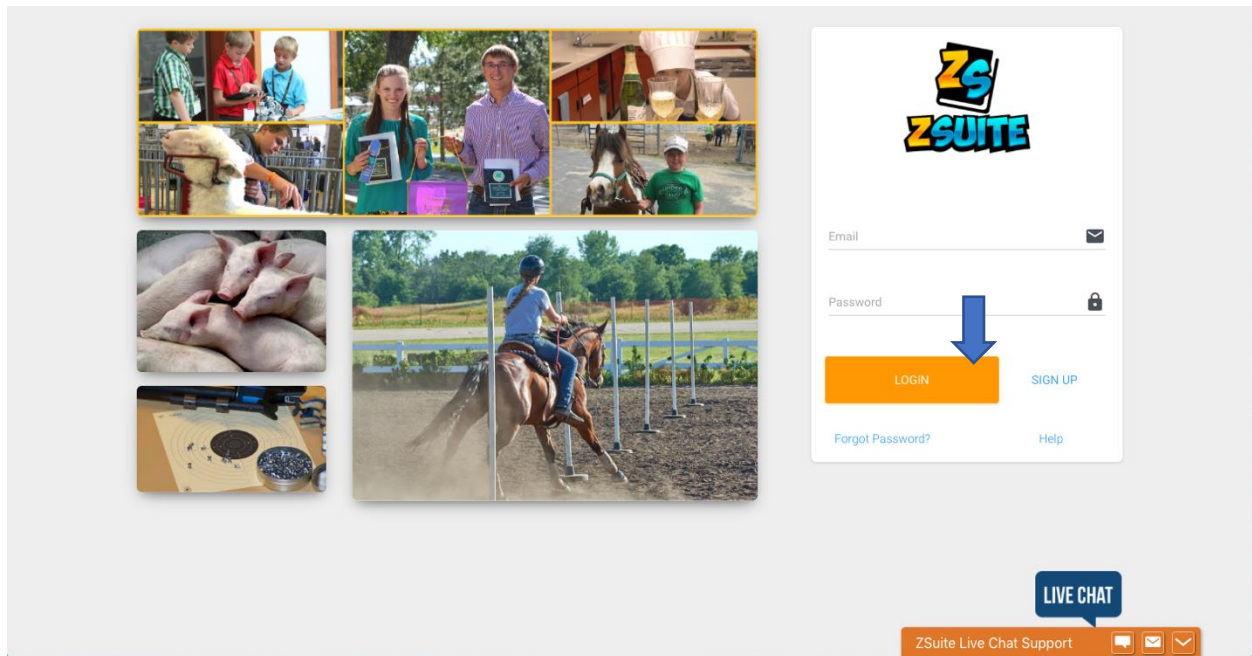 ZS
ZSUITE
Email
Password
LOGIN
SIGN UP
Forgot Password?
Help
LIVE CHAT
ZSuite Live Chat Support